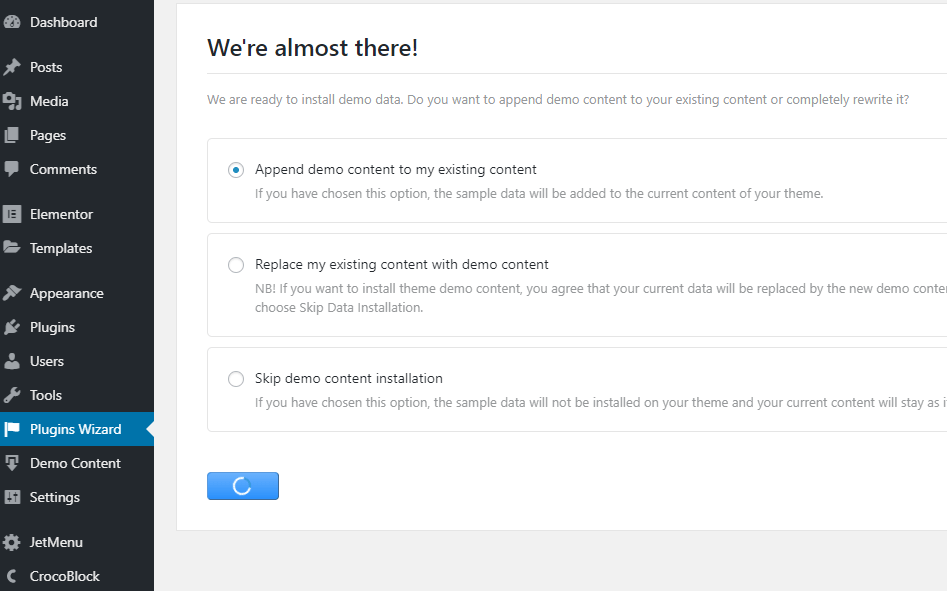 Dashboard
Posts
Media
Pages
Comments
Elementor
Templates
Appearance
Plugins
Users
Tools
Plugins Wizard
Demo Content
Settings
JetMenu
CrocoBlock
We're almost there!
We are ready to install demo data. Do you want to append demo content to your existing content or completely rewrite it?
Append demo content to my existing content
If you have chosen this option, the sample data will be added to the current content of your theme.
Replace my existing content with demo content
NB! If you want to install theme demo content, you agree that your current data will be replaced by the new demo conte
choose Skip Data Installation.
Skip demo content installation
If you have chosen this option, the sample data will not be installed on your theme and your current content will stay as i